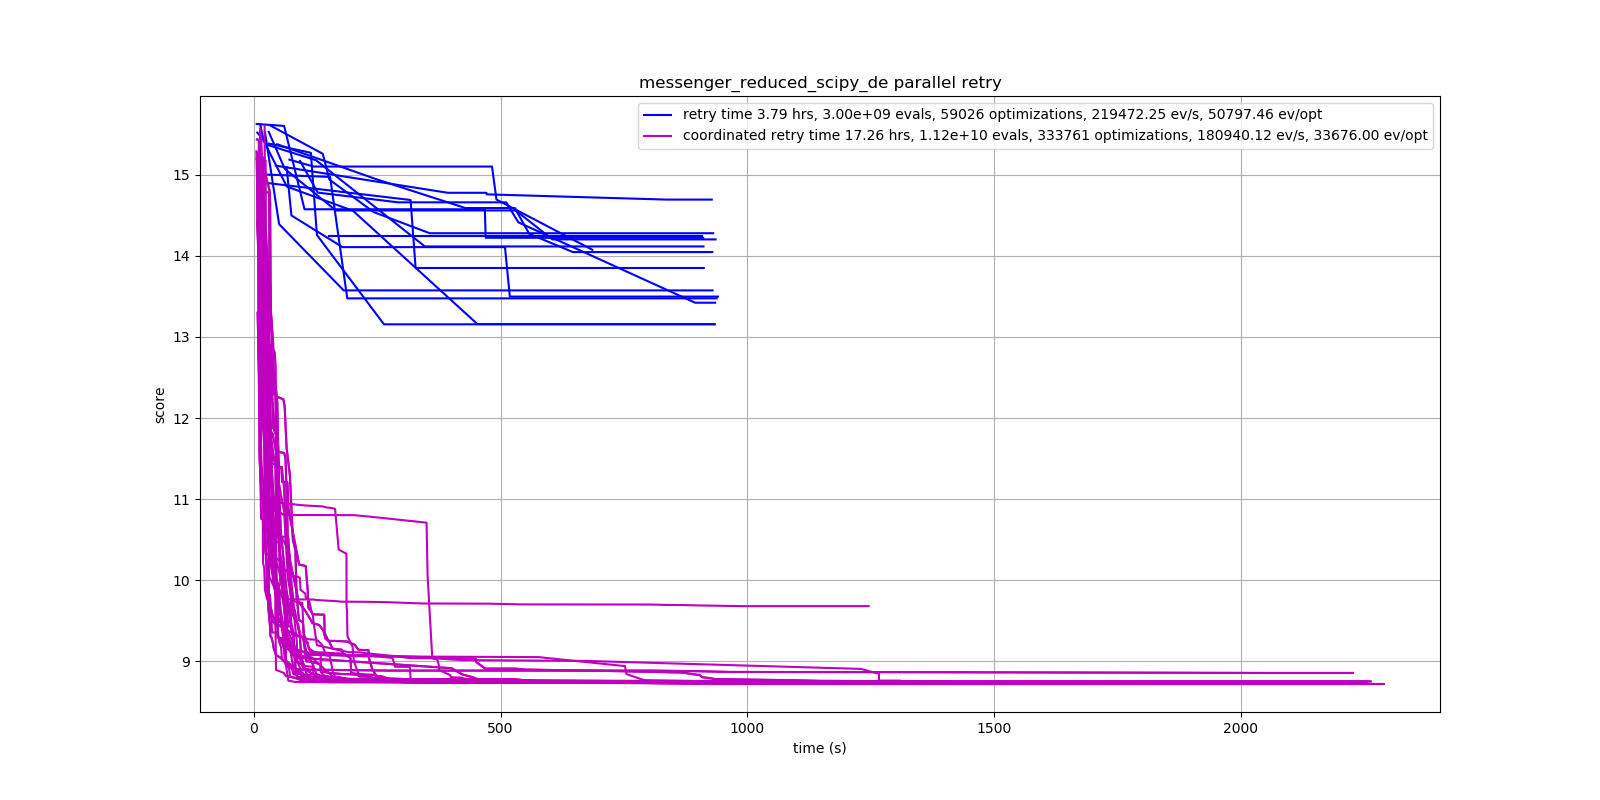 messenger_reduced_scipy_de parallel retry
retry time 3.79 hrs, 3.00e+09 evals, 59026 optimizations, 219472.25 ev/s, 50797.46 ev/opt
coordinated retry time 17.26 hrs, 1.12e+10 evals, 333761 optimizations, 180940.12 ev/s, 33676.00 ev/opt
15
14
13
12
11
10
9
score
0
500
1000
1500
2000
time (s)